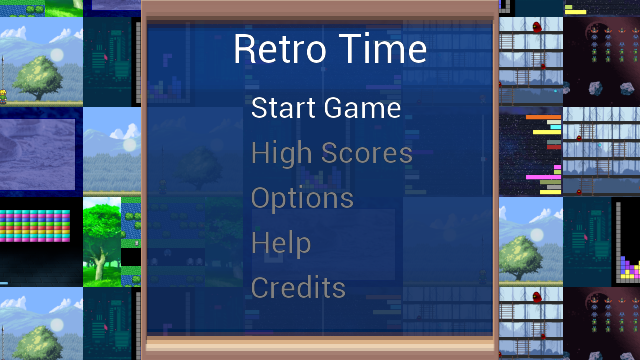 Retro Time
Start Game
High Scores
Options
Help
Credits